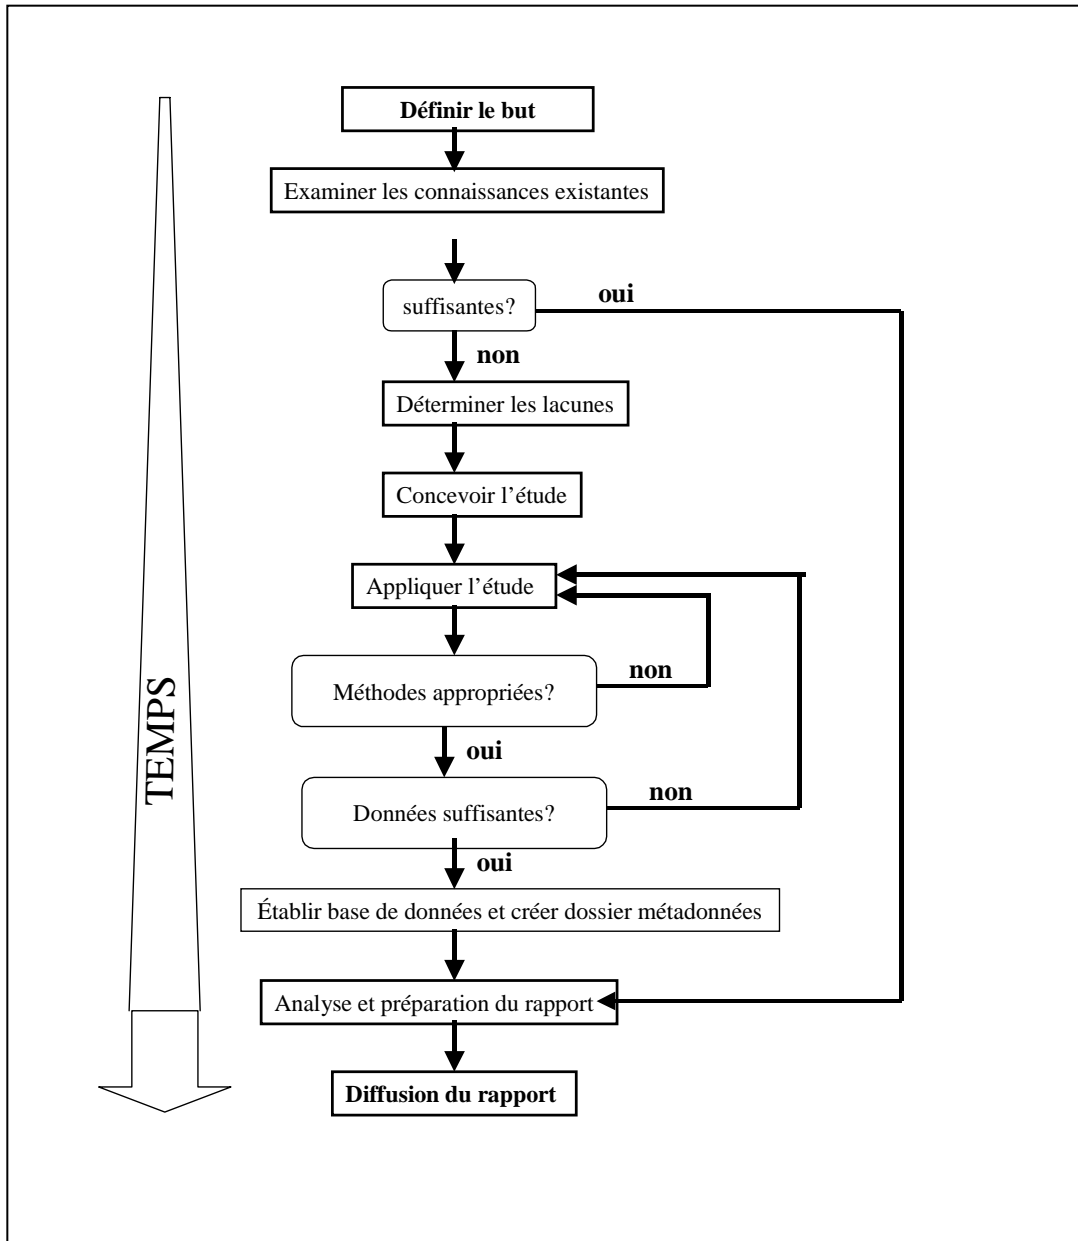 Définir le but
Examiner les connaissances existantes
suffisantes?
oui
non
Déterminer les lacunes
Concevoir l’étude
Appliquer l’étude
Méthodes appropriées?
non
oui
Données suffisantes?
non
oui
Établir base de données et créer dossier métadonnées
Analyse et préparation du rapport
Diffusion du rapport
TEMPS